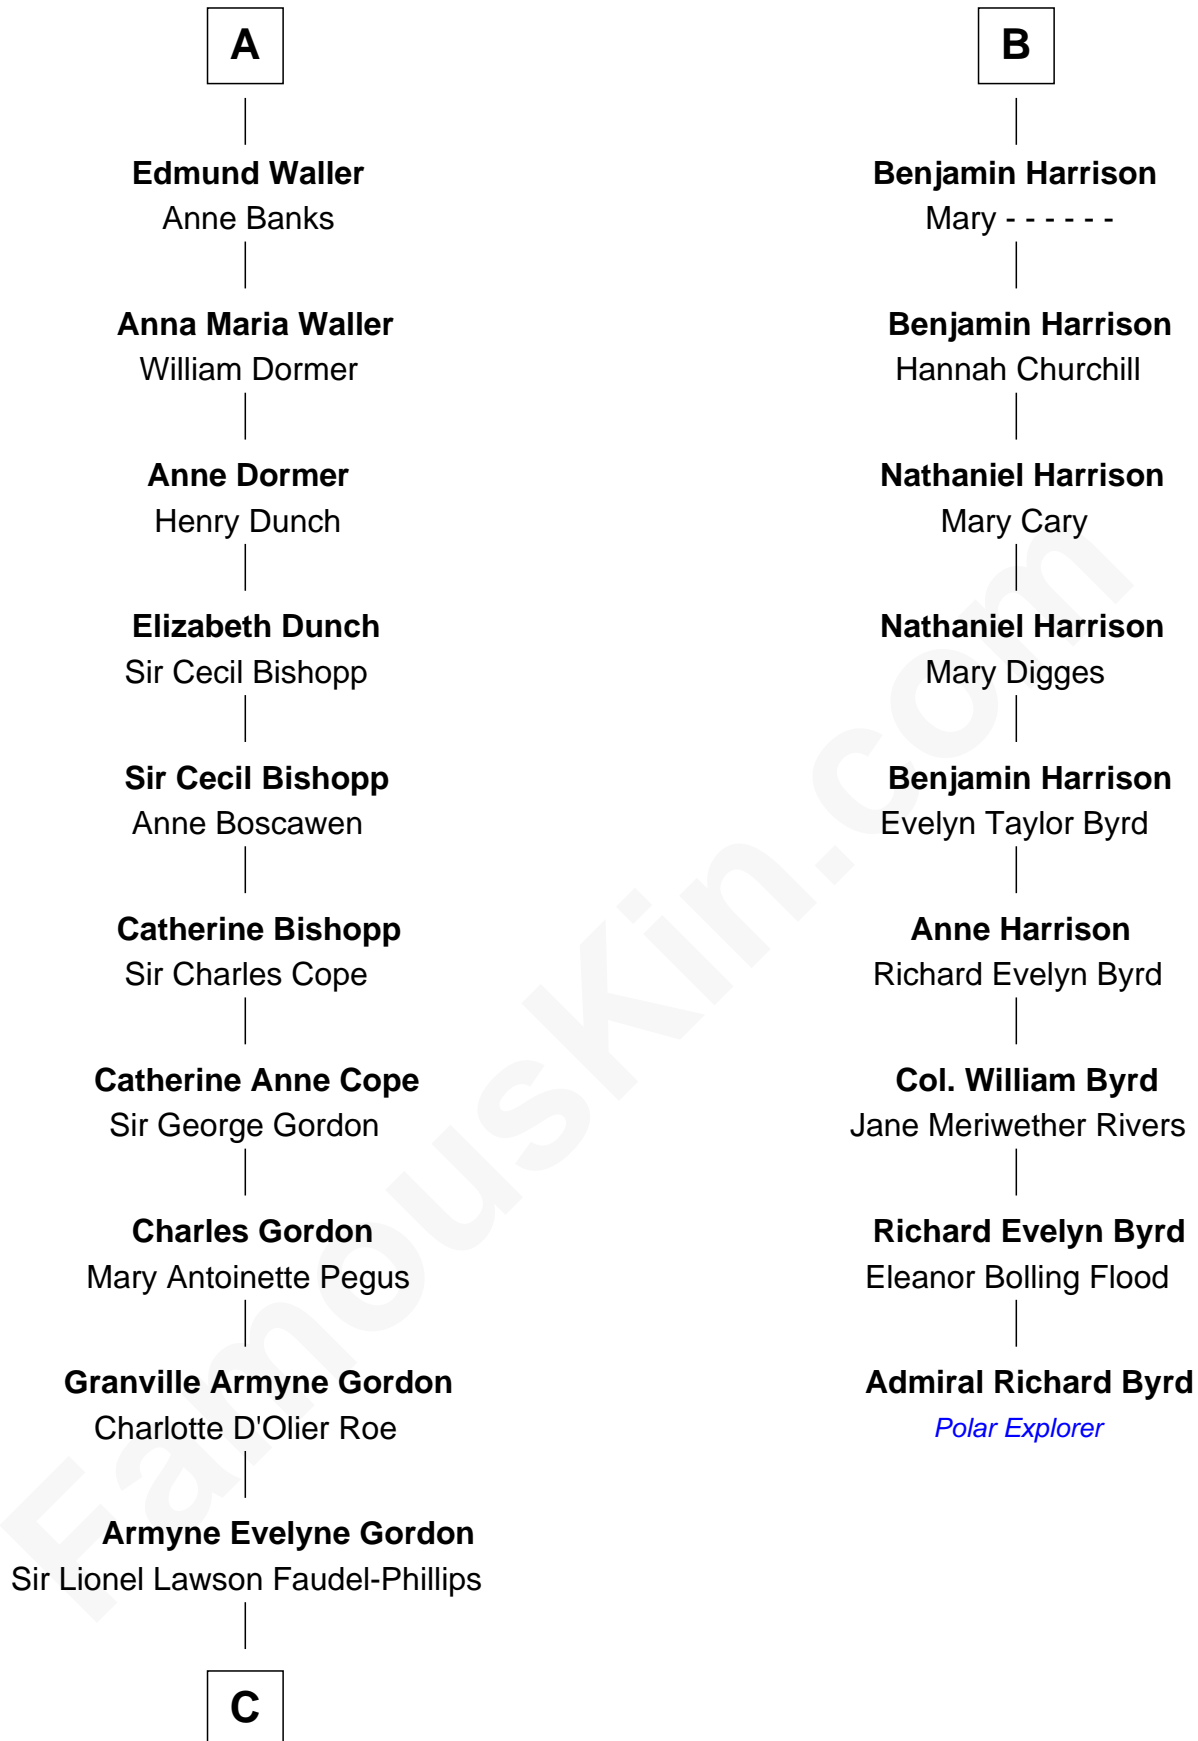 A
Edmund Waller
Anne Banks
Anna Maria Waller
William Dormer
Anne Dormer
Henry Dunch
Elizabeth Dunch
Sir Cecil Bishopp
Sir Cecil Bishopp
Anne Boscawen
Catherine Bishopp
Sir Charles Cope
Catherine Anne Cope
Sir George Gordon
Charles Gordon
Mary Antoinette Pegus
Granville Armyne Gordon
Charlotte D'Olier Roe
Armyne Evelyne Gordon
Sir Lionel Lawson Faudel-Phillips
C
B
Benjamin Harrison
Mary - - - - - -
Benjamin Harrison
Hannah Churchill
Nathaniel Harrison
Mary Cary
Nathaniel Harrison
Mary Digges
Benjamin Harrison
Evelyn Taylor Byrd
Anne Harrison
Richard Evelyn Byrd
Col. William Byrd
Jane Meriwether Rivers
Richard Evelyn Byrd
Eleanor Bolling Flood
Admiral Richard Byrd
Polar Explorer
FamousKin.com